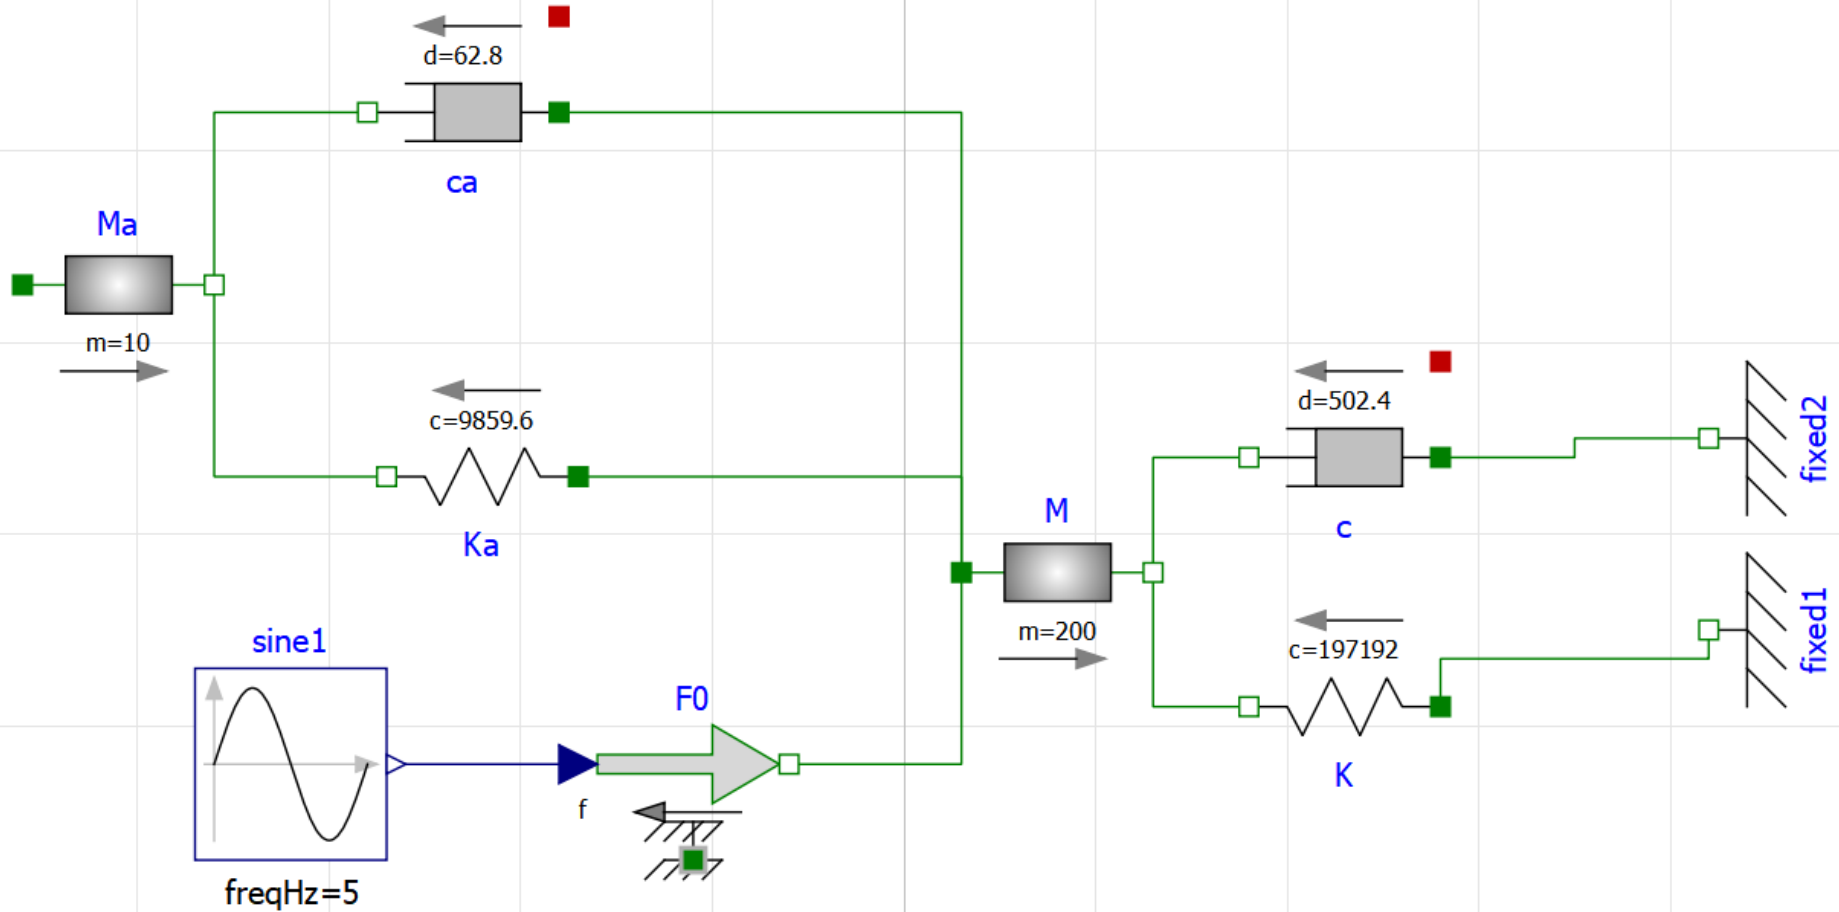 d=62.8
ca
Ma
m=10
c=9859.6
Ka
sine1
freqHz=5
F0
f
M
m=200
d=502.4
c
fixed2
c=197192
K
fixed1